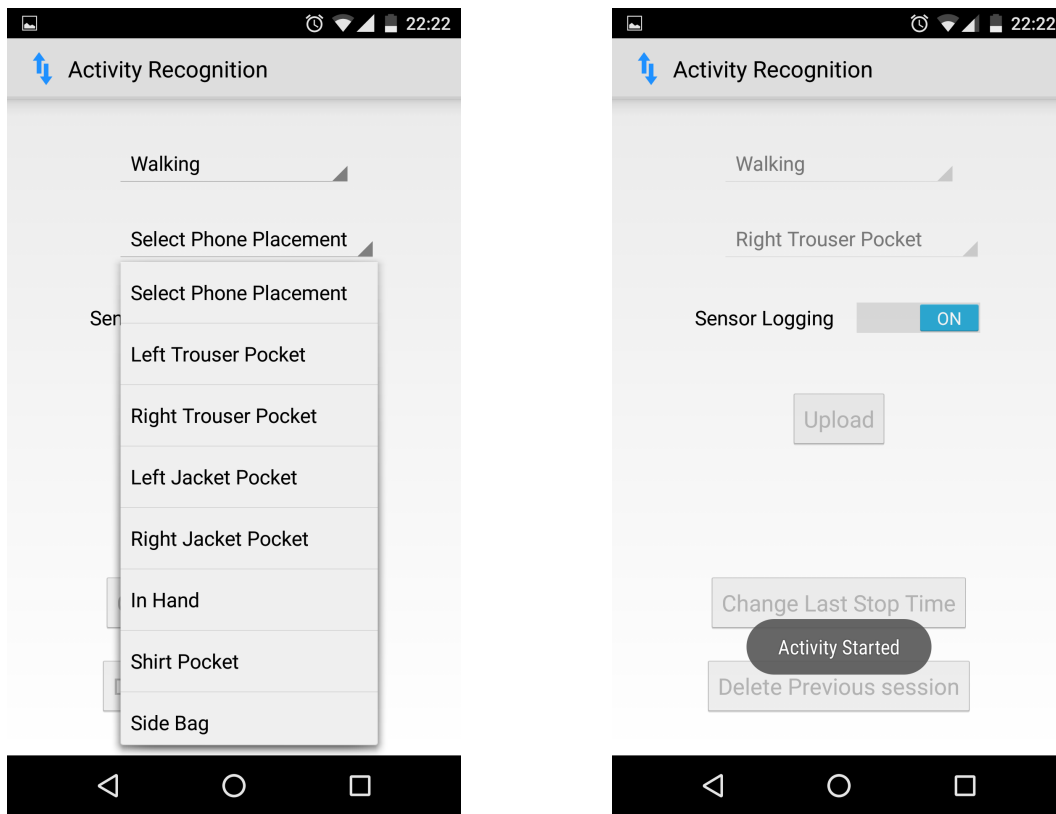 22:22
Activity Recognition
Walking
Select Phone Placement
Select Phone Placement
Sen
Left Trouser Pocket
Right Trouser Pocket
Left Jacket Pocket
Right Jacket Pocket
In Hand
Shirt Pocket
Side Bag
22:22
Activity Recognition
Walking
Right Trouser Pocket
Sensor Logging ON
Upload
Change Last Stop Time
Activity Started
Delete Previous session